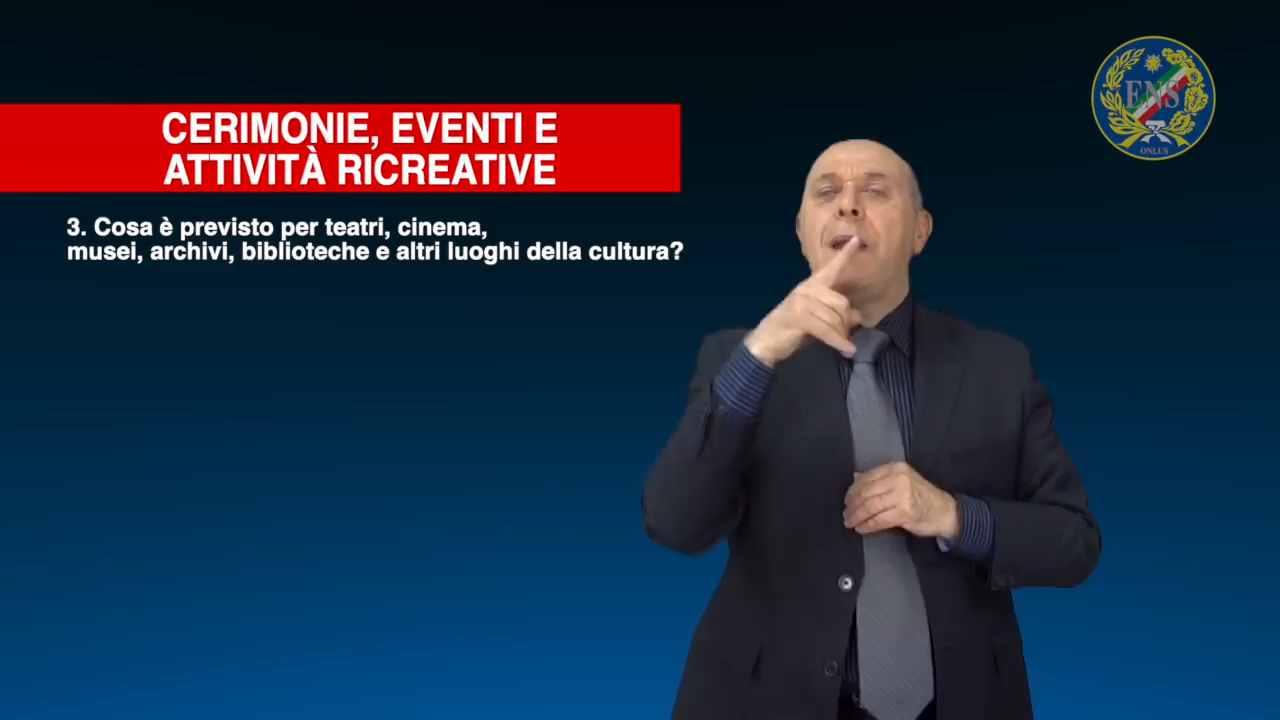 CERIMONIE, EVENTI E
ATTIVITÀ RICREATIVE
3. Cosa è previsto per teatri, cinema,
musei, archivi, biblioteche e altri luoghi della cultura?
ENS
ONLUS